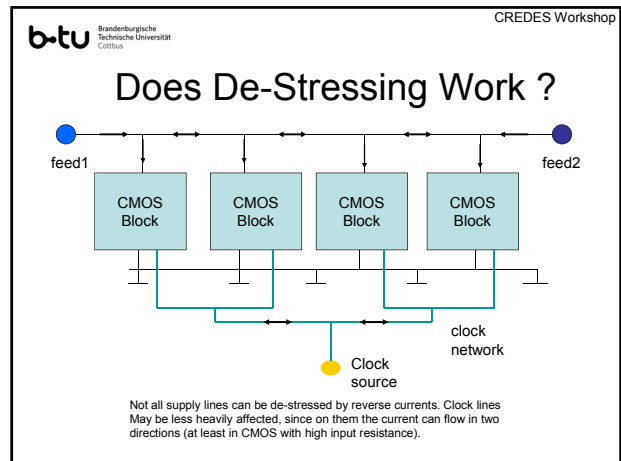 CREDES Workshop
b-tu
Brandenburgische
Technische Universität
Cottbus
Does De-Stressing Work ?
feed1
feed2
CMOS
Block
CMOS
Block
CMOS
Block
CMOS
Block
clock
network
Clock
source
Not all supply lines can be de-stressed by reverse currents. Clock lines
May be less heavily affected, since on them the current can flow in two
directions (at least in CMOS with high input resistance).